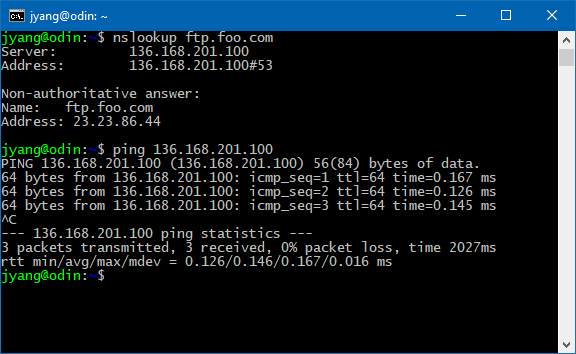 jyang@odin: ~
jyang@odin:~$ nslookup ftp.foo.com
Server:         136.168.201.100
Address:        136.168.201.100#53

Non-authoritative answer:
Name:   ftp.foo.com
Address: 23.23.86.44

jyang@odin:~$ ping 136.168.201.100
PING 136.168.201.100 (136.168.201.100) 56(84) bytes of data.
64 bytes from 136.168.201.100: icmp_seq=1 ttl=64 time=0.167 ms
64 bytes from 136.168.201.100: icmp_seq=2 ttl=64 time=0.126 ms
64 bytes from 136.168.201.100: icmp_seq=3 ttl=64 time=0.145 ms
^C
--- 136.168.201.100 ping statistics ---
3 packets transmitted, 3 received, 0% packet loss, time 2027ms
rtt min/avg/max/mdev = 0.126/0.146/0.167/0.016 ms
jyang@odin:~$